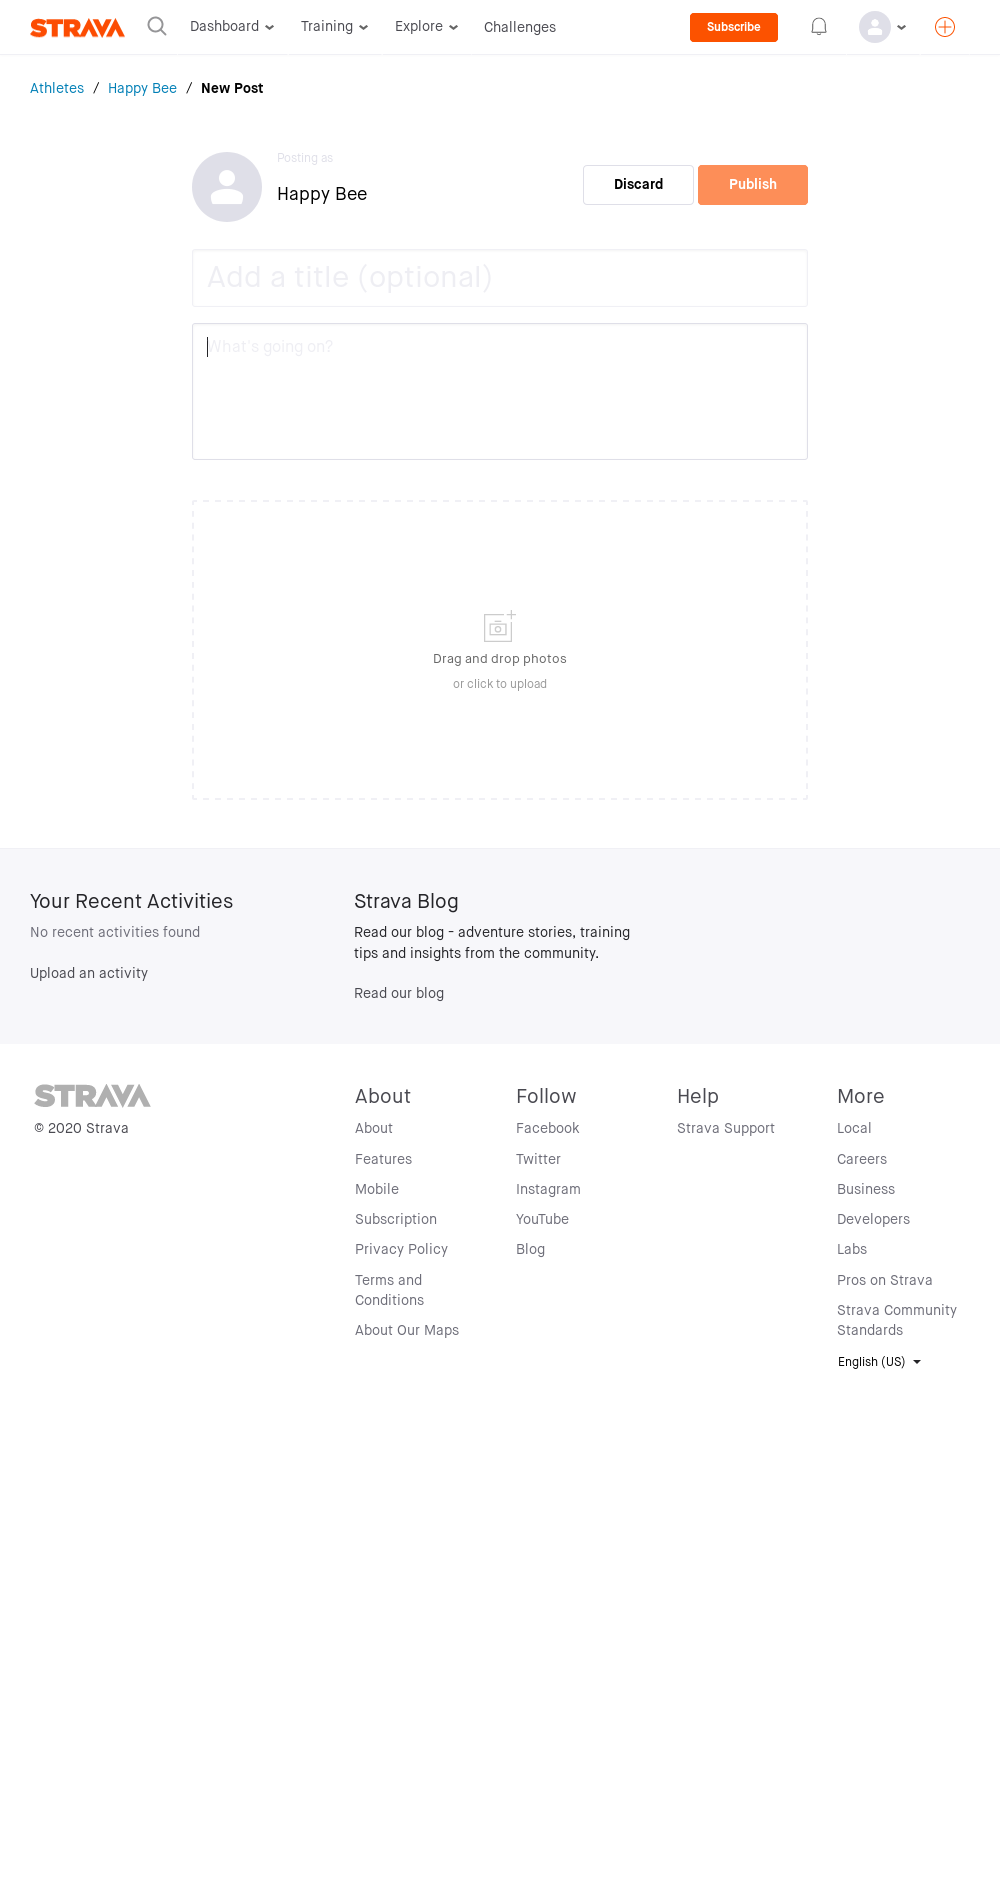 STRAVA
Dashboard
Training
Explore
Challenges
Subscribe
Athletes / Happy Bee / New Post
Posting as
Happy Bee
Discard
Publish
Add a title (optional)
What's going on?
Drag and drop photos
or click to upload
Your Recent Activities
No recent activities found
Upload an activity
Strava Blog
Read our blog - adventure stories, training
tips and insights from the community.
Read our blog
STRAVA
© 2020 Strava
About
About
Features
Mobile
Subscription
Privacy Policy
Terms and
Conditions
About Our Maps
Follow
Facebook
Twitter
Instagram
YouTube
Blog
Help
Strava Support
More
Local
Careers
Business
Developers
Labs
Pros on Strava
Strava Community
Standards
English (US)